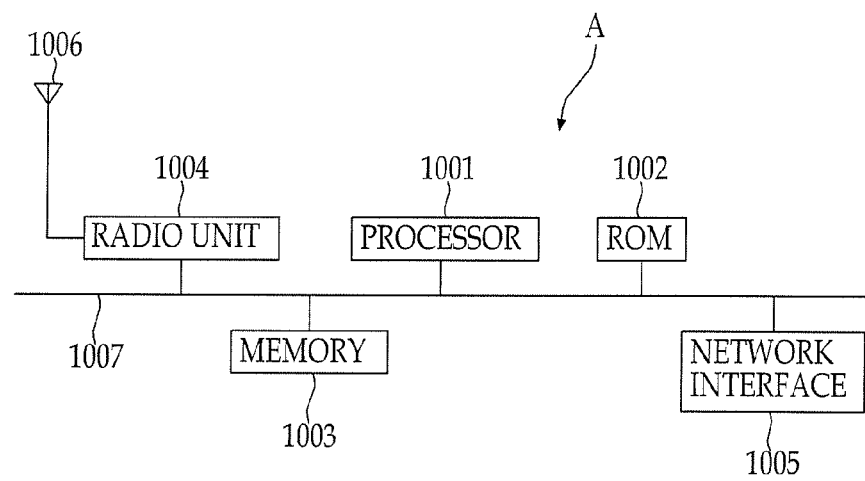 A
1006
1004
1001
1002
RADIO UNIT
PROCESSOR
ROM
1007
MEMORY
NETWORK
INTERFACE
1003
1005